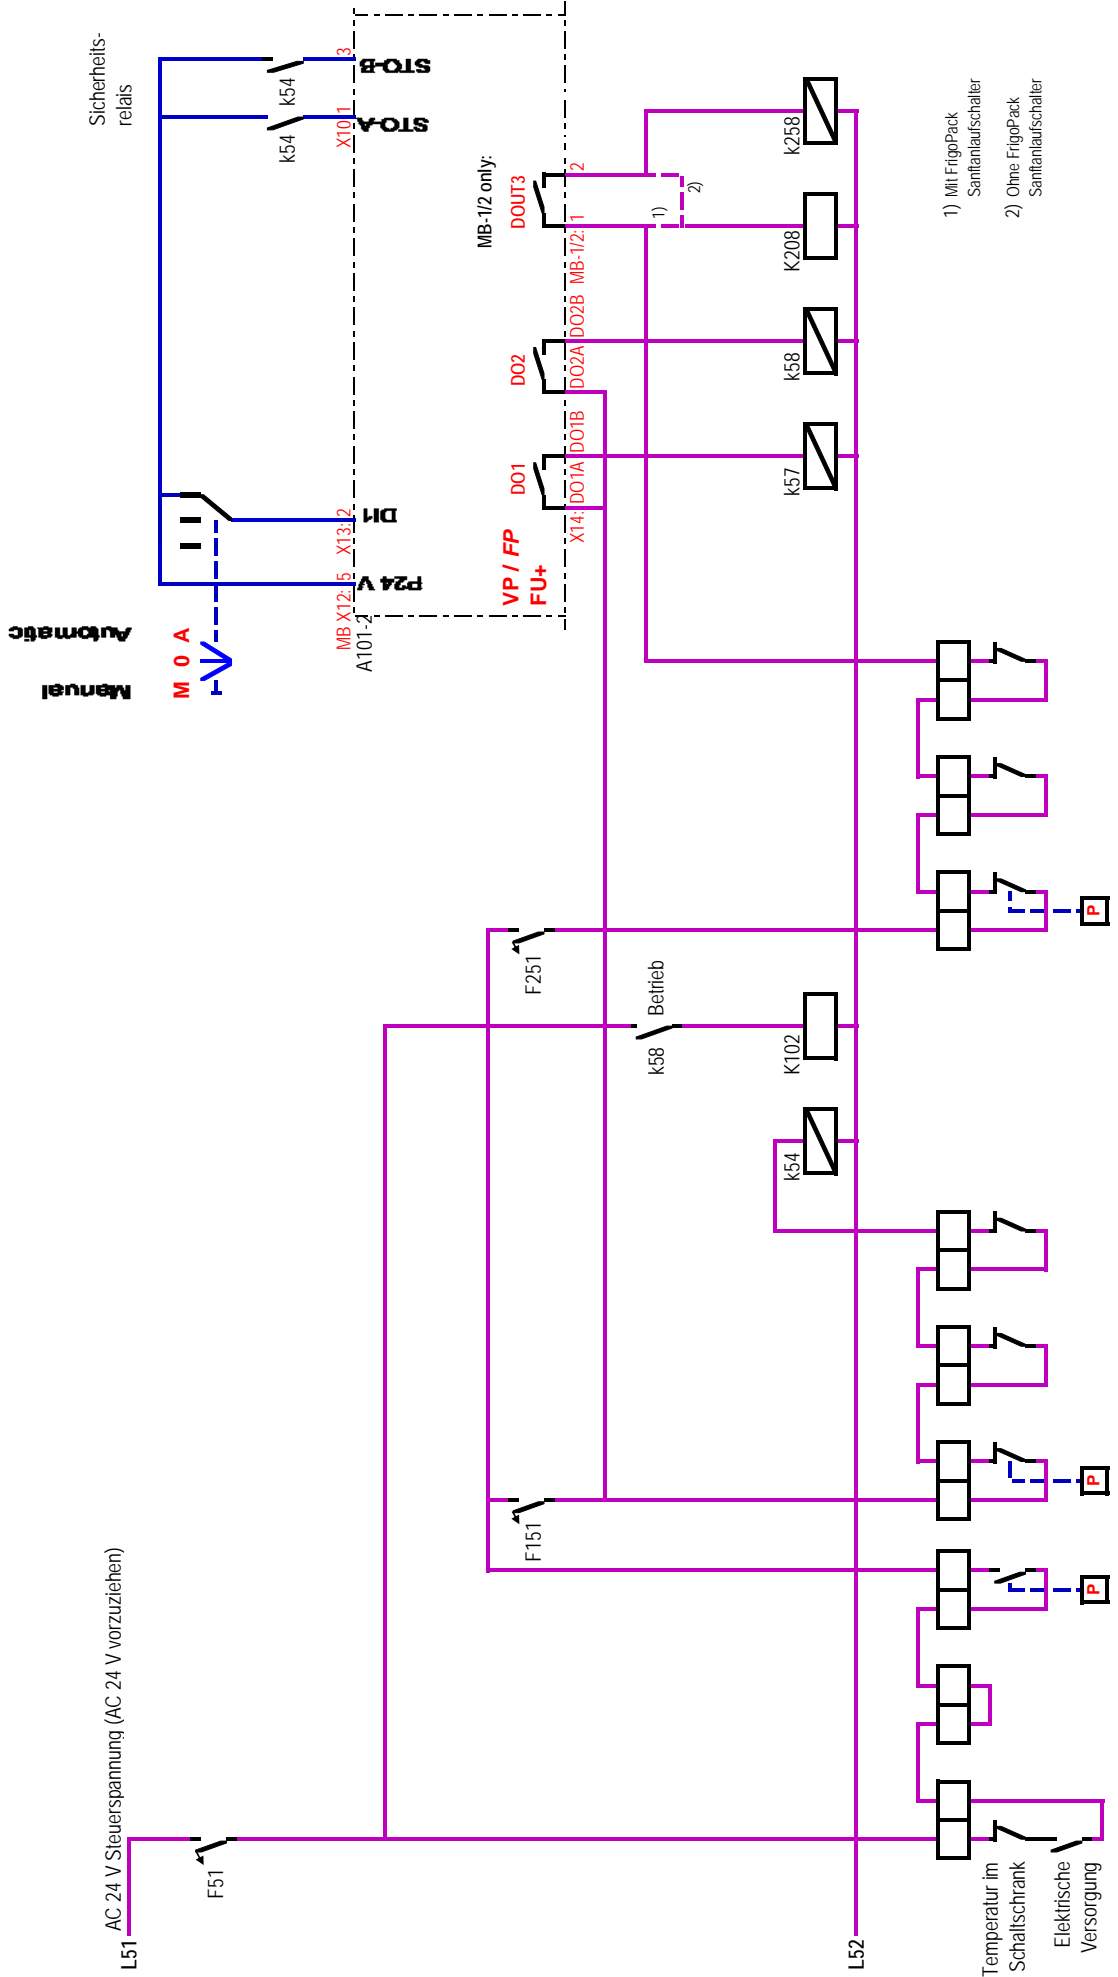 L51
AC 24 V Steuerspannung (AC 24 V vorzuziehen)
F51
F151
F251
k58
Betrieb
K102
k54
L52
Temperatur im
Schaltschrank
Elektrische
Versorgung
P
P
P
Manual
Automatic
M 0 A
Sicherheits-
relais
k54
k54
MB X12: 5
X13: 2
X10: 1
3
A101-2
P24 V
DI1
STO-A
STO-B
VP / FP
FU+
DO1
DO2
MB-1/2 only:
DOUT3
X14: DO1A DO1B
DO2A DO2B
MB-1/2: 1
2
1)
2)
k57
k58
K208
k258
1) Mit FrigoPack
Sanftanlaufschalter
2) Ohne FrigoPack
Sanftanlaufschalter